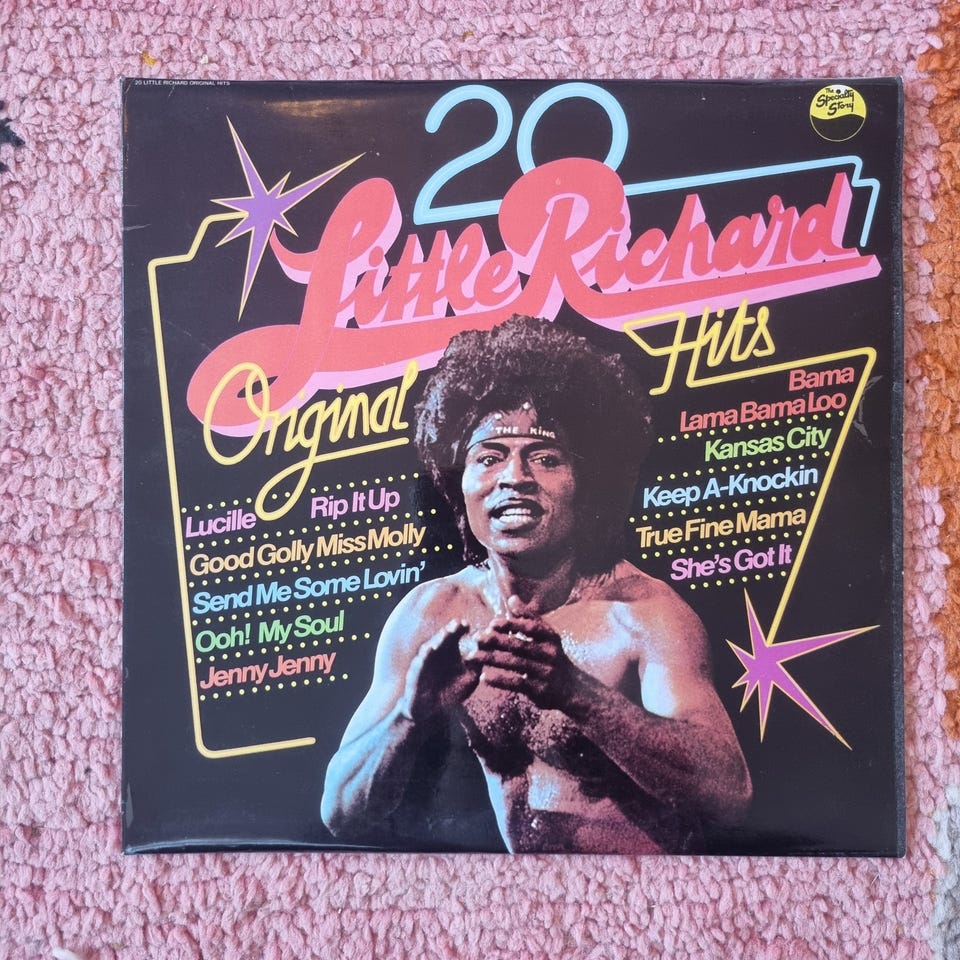 20 LITTLE RICHARD ORIGINAL HITS
The
Specialty
Story
20
Little Richard
Original Hits
THE KING
Lucille Rip It Up
Good Golly Miss Molly
Send Me Some Lovin'
Ooh! My Soul
Jenny Jenny
Bama
Lama Bama Loo
Kansas City
Keep A-Knockin
True Fine Mama
She's Got It